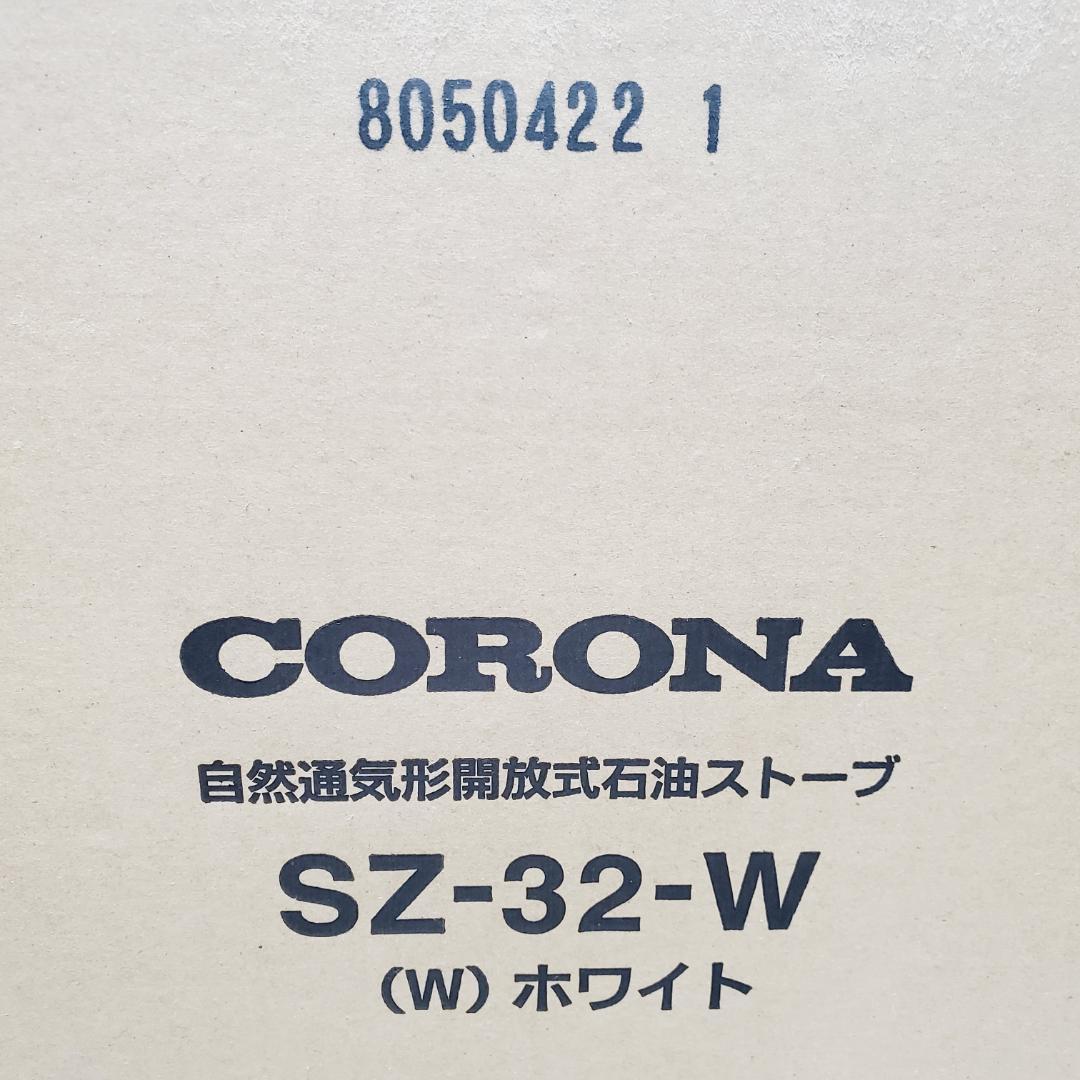 8050422 1
CORONA
自然通気形開放式石油ストーブ
SZ-32-W
(W) ホワイト